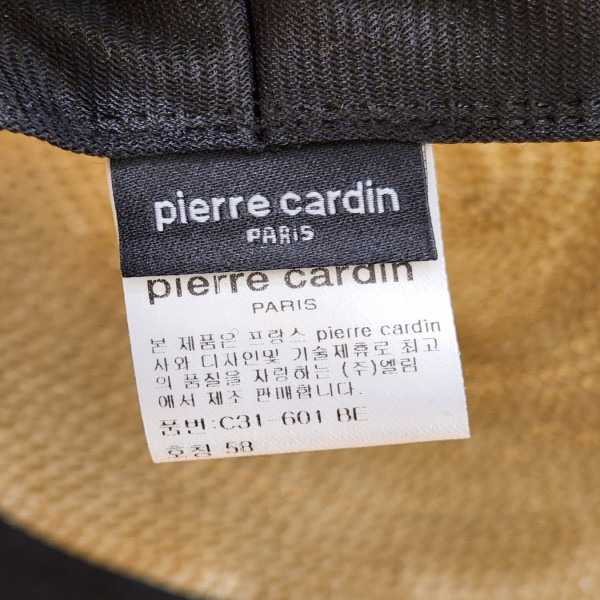 pierre cardin
PARIS
pierre cardin
PARIS
본 제품은 프랑스 pierre cardin
사와 디자인및 기술제휴로 최고
의 품질을 자랑하는 (주)엘림
에서 제조 판매합니다.
품번:C31-601 BE
호칭 58